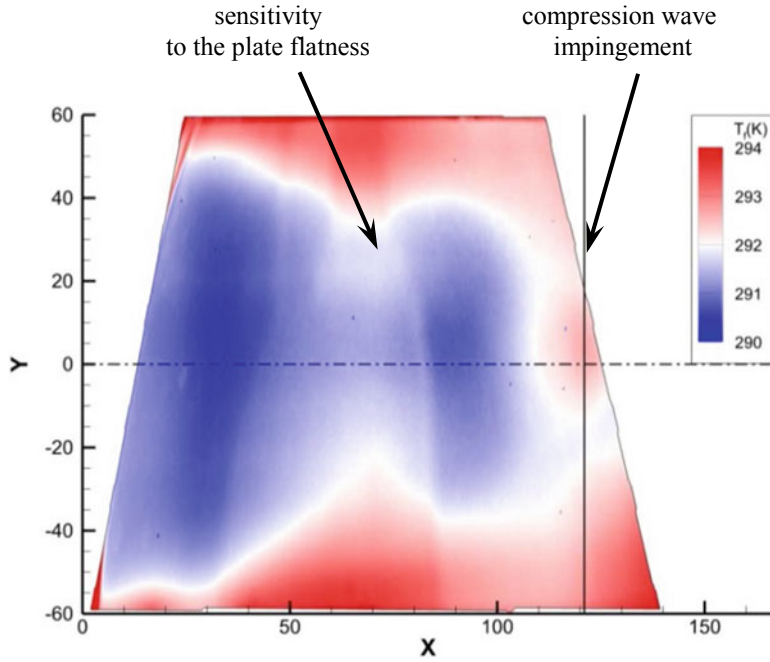 sensitivity
to the plate flatness
compression wave
impingement
60
40
20
0
-20
-40
-60
Y
0
50
100
150
X
T_f(K)
294
293
292
291
290